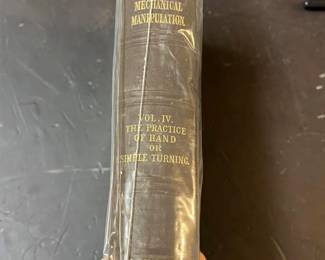 MECHANICAL
MANIPULATION.
VOL. IV.
THE PRACTICE
OF HAND
OR
SIMPLE TURNING.